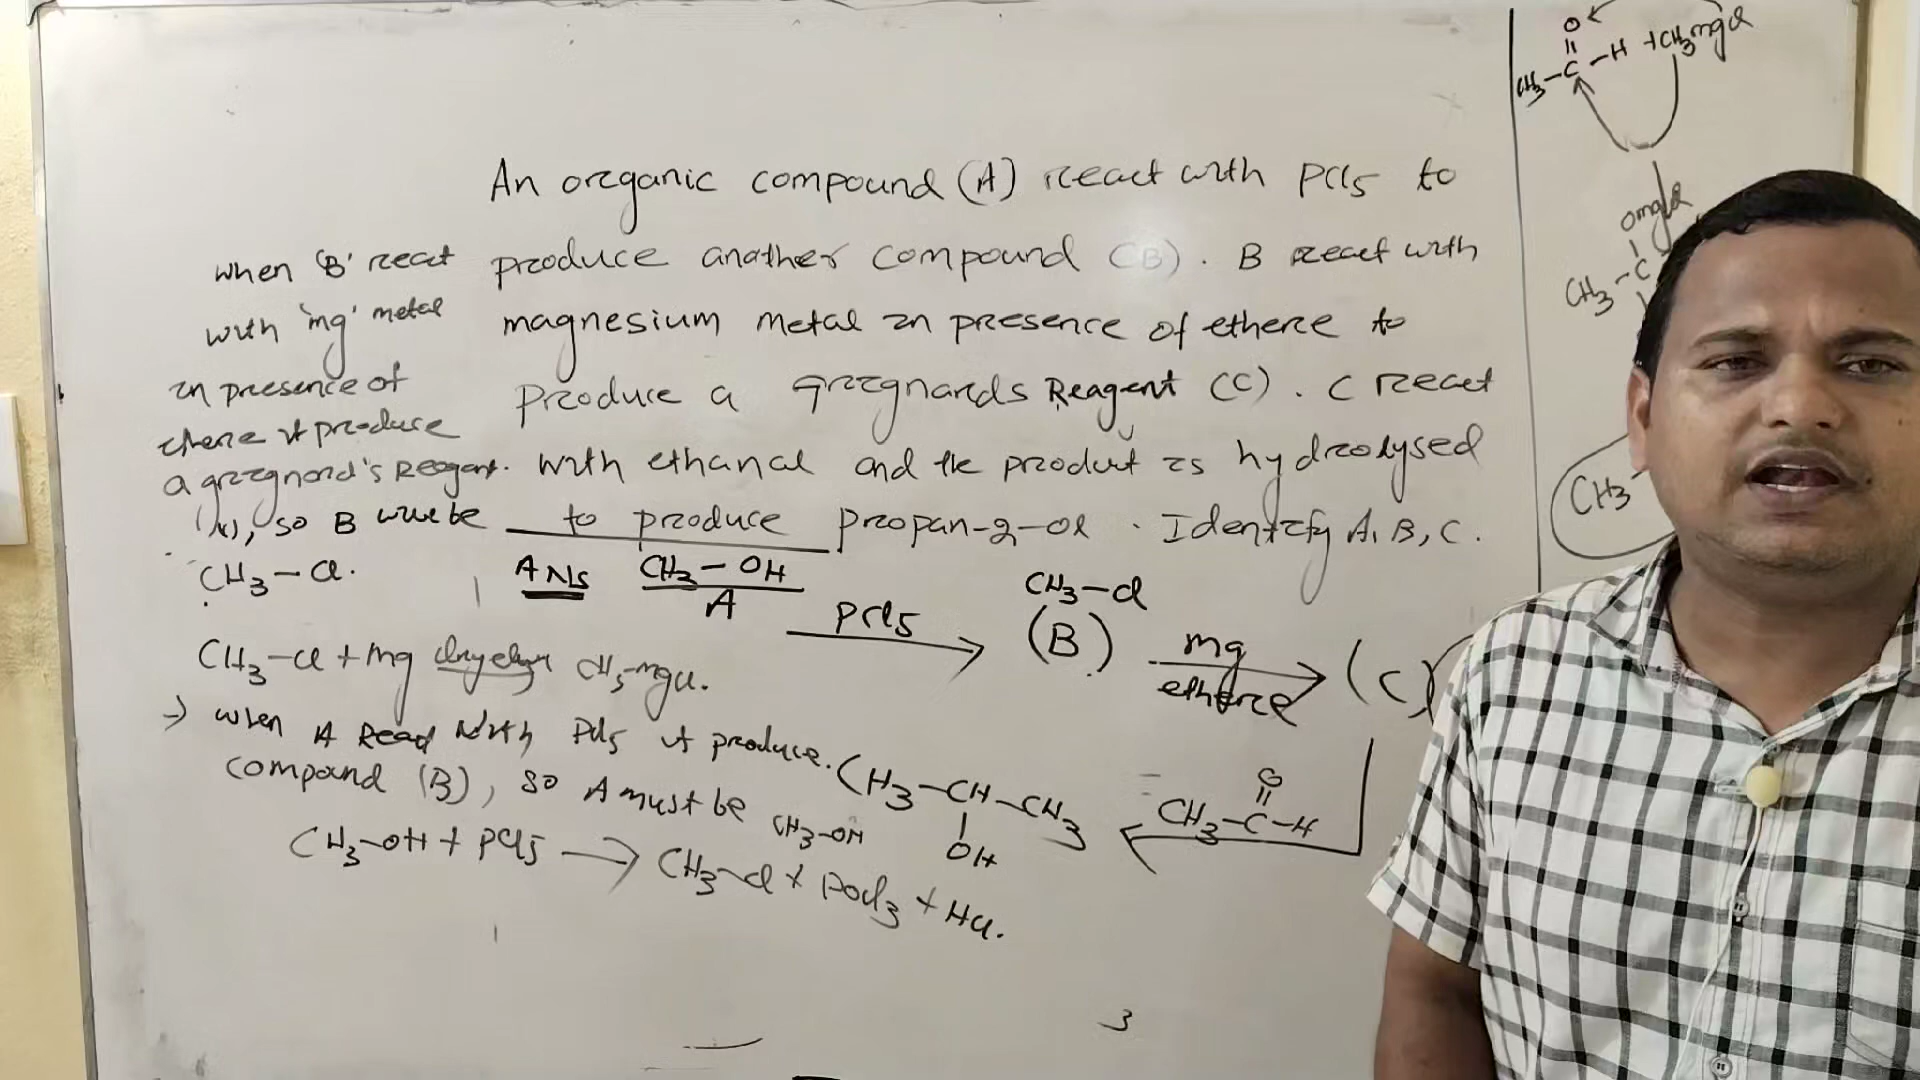 An oreganic compound (A) react with PCl5 to
produce another compound (B). B react with
magnesium metal in presence of ethere to
produce a Grignards Reagent (C). C react
with ethanal and the product is hydrolysed
to produce propan-2-ol. Identify A, B, C.
when 'B' react
with 'mg' metal
in presence of
ethere it produce
a grignard's Reagent.
so B will be
CH3-Cl.
CH3-Cl + mg dry ether CH3-mgCl.
Ans CH3-OH
A
PCl5
CH3-Cl
(B)
mg
ethere
(C)
→ when A React with PCl5 it produce
compound (B), so A must be
CH3-OH
CH3-OH + PCl5 → CH3-Cl + POCl3 + HCl.
CH3-CH-CH3
OH
O
CH3-C-H
O
CH3-C-H + CH3mgCl
omgCl
CH3-C
CH3
3